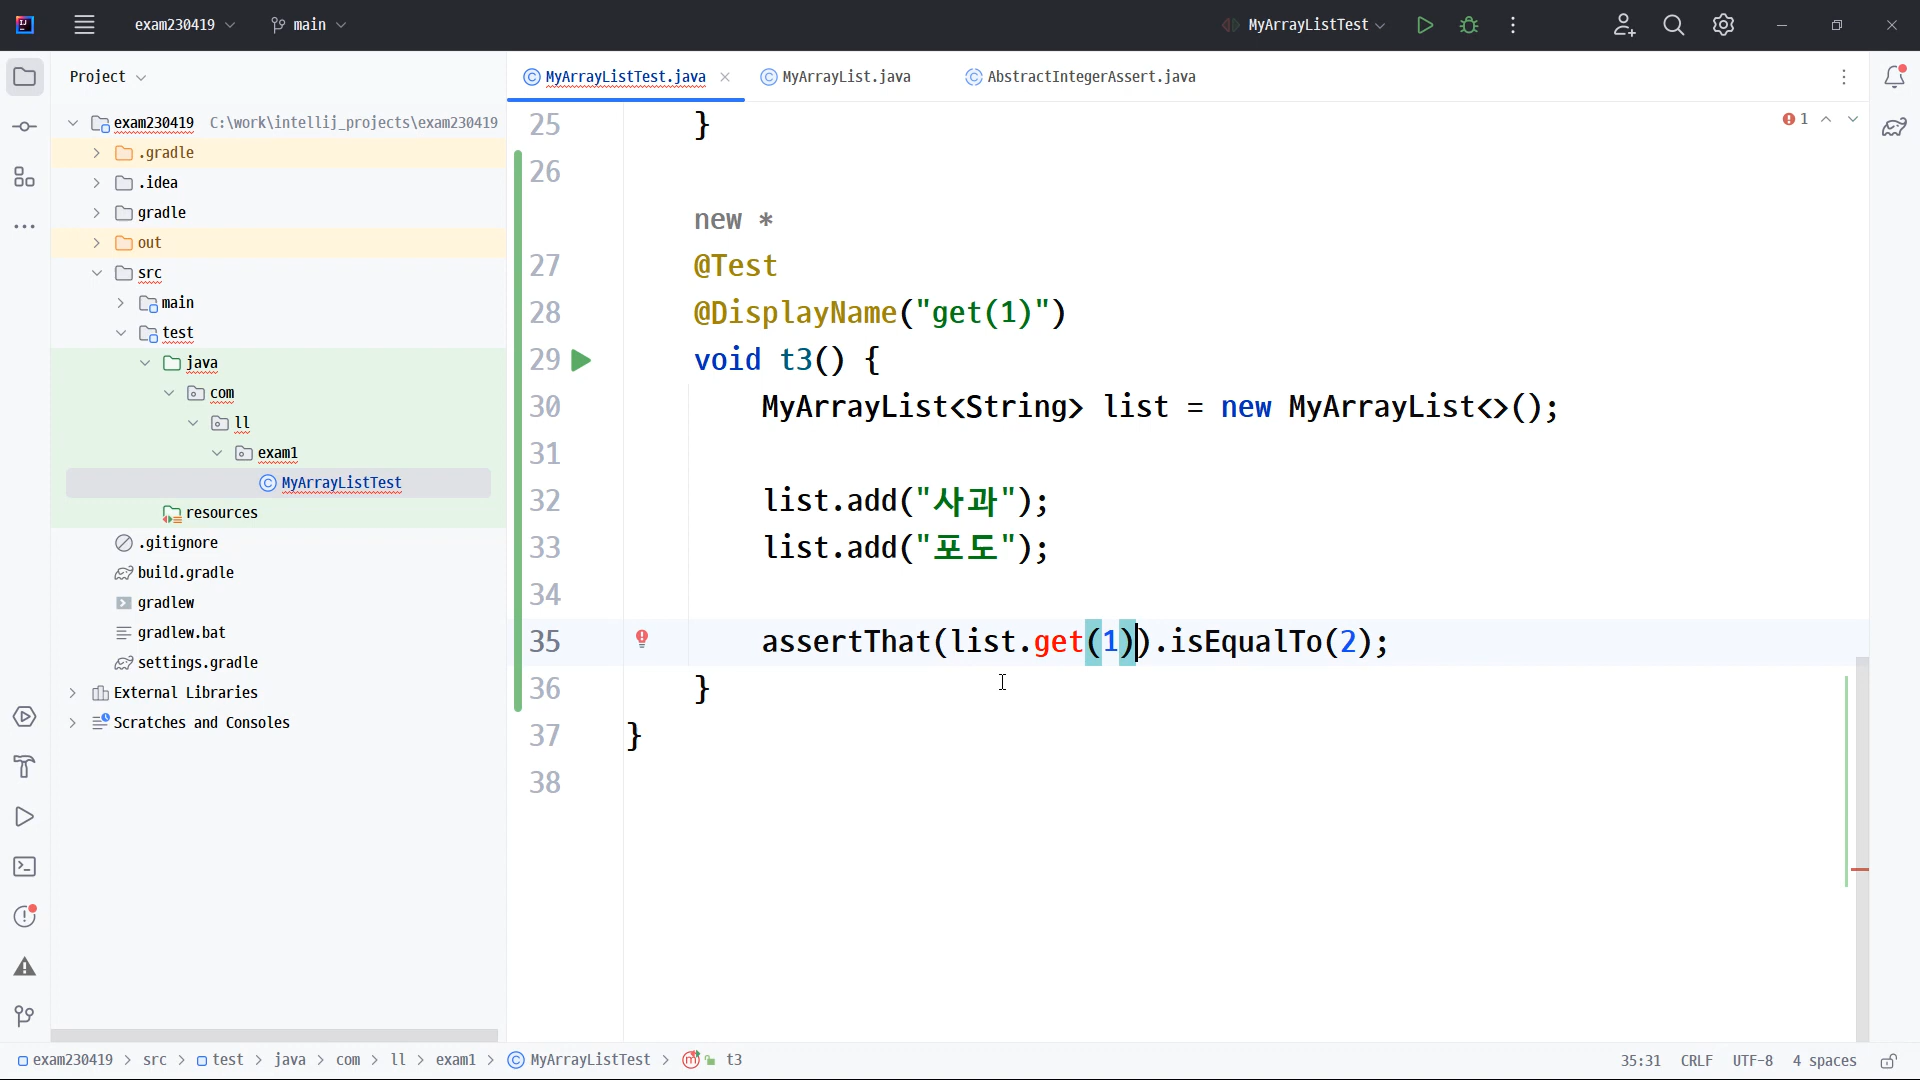 exam230419
main
MyArrayListTest
Project
MyArrayListTest.java
MyArrayList.java
AbstractIntegerAssert.java
exam230419 C:\work\intellij_projects\exam230419
.gradle
.idea
gradle
out
src
main
test
java
com
ll
exam1
MyArrayListTest
resources
.gitignore
build.gradle
gradlew
gradlew.bat
settings.gradle
External Libraries
Scratches and Consoles
1
25 }
26
new *
27 @Test
28 @DisplayName("get(1)")
29 void t3() {
30 MyArrayList<String> list = new MyArrayList<>();
31
32 list.add("사과");
33 list.add("포도");
34
35 assertThat(list.get(1)).isEqualTo(2);
36 }
37 }
38
exam230419 > src > test > java > com > ll > exam1 > MyArrayListTest > t3
35:31 CRLF UTF-8 4 spaces